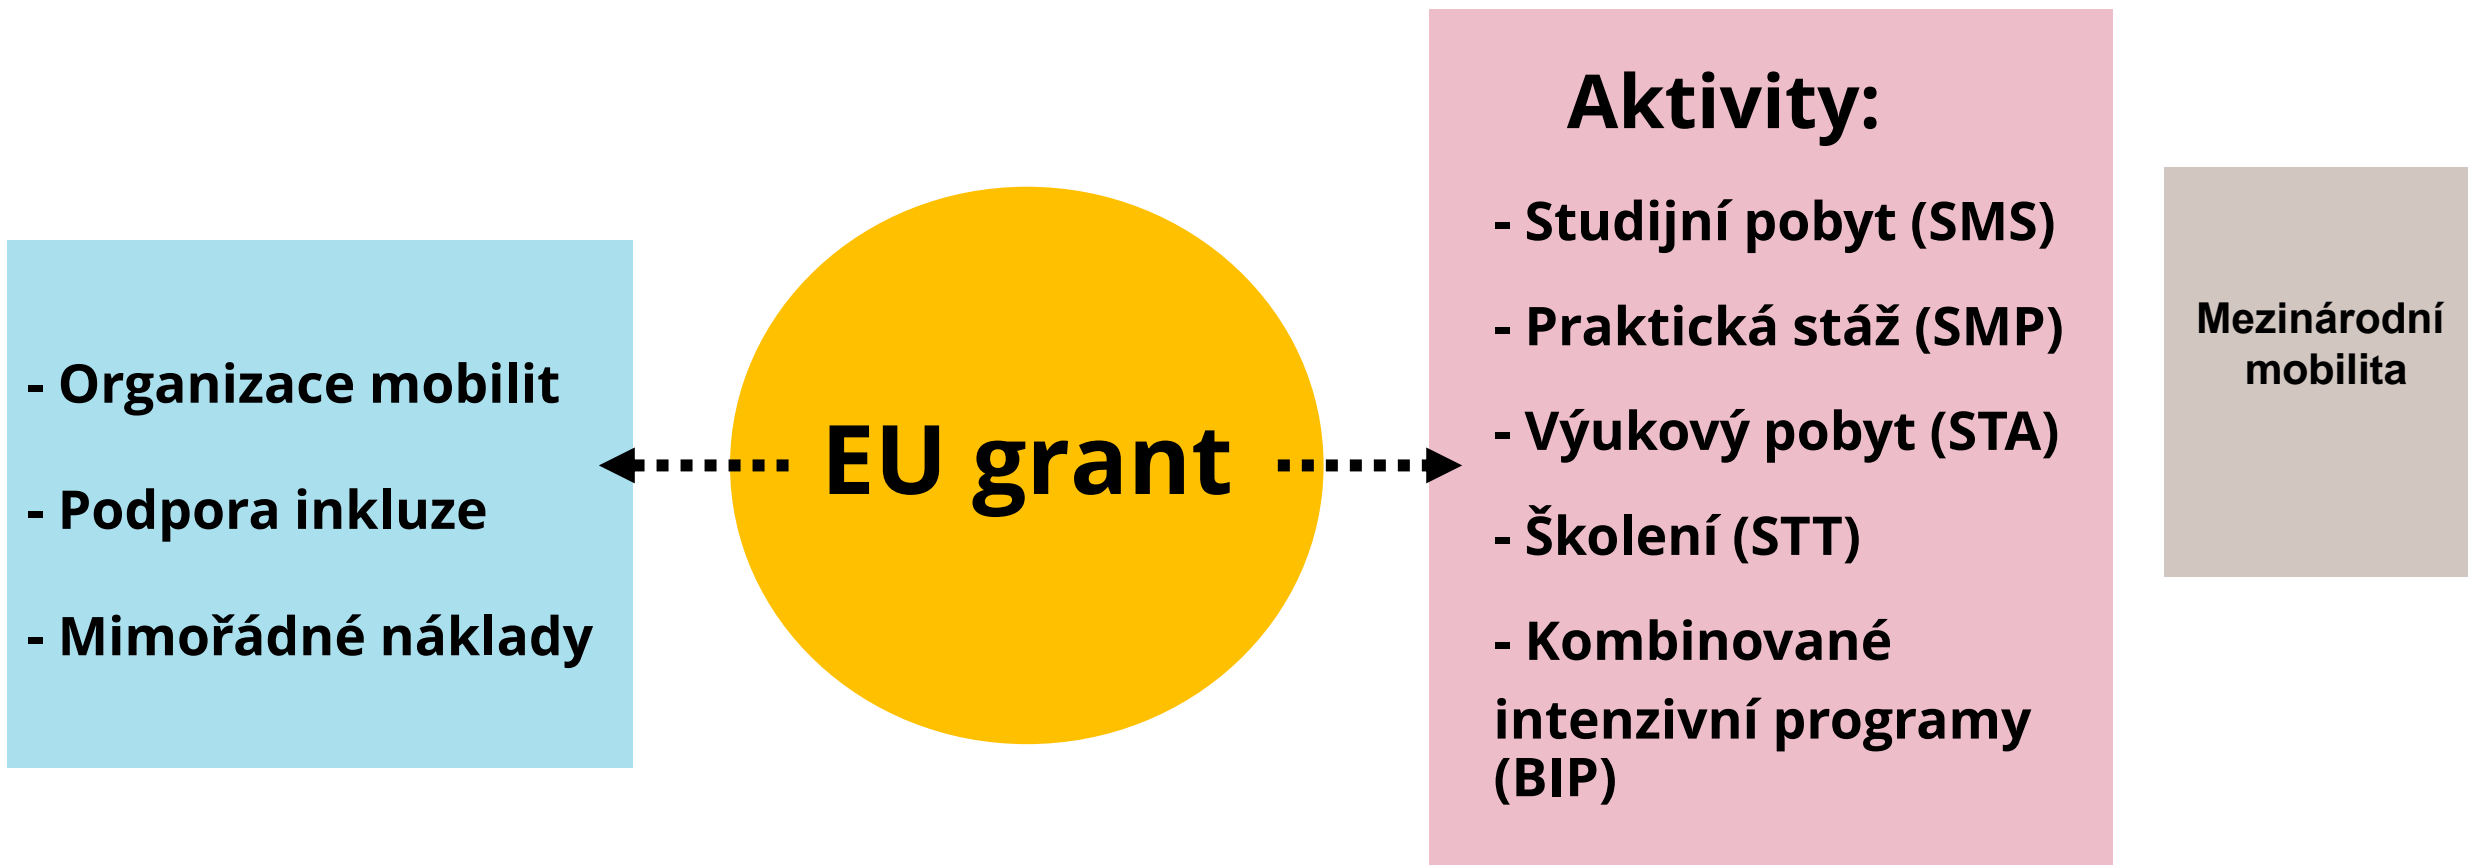 - Organizace mobilit
- Podpora inkluze
- Mimořádné náklady
EU grant
Aktivity:
- Studijní pobyt (SMS)
- Praktická stáž (SMP)
- Výukový pobyt (STA)
- Školení (STT)
- Kombinované
intenzivní programy
(BIP)
Mezinárodní
mobilita